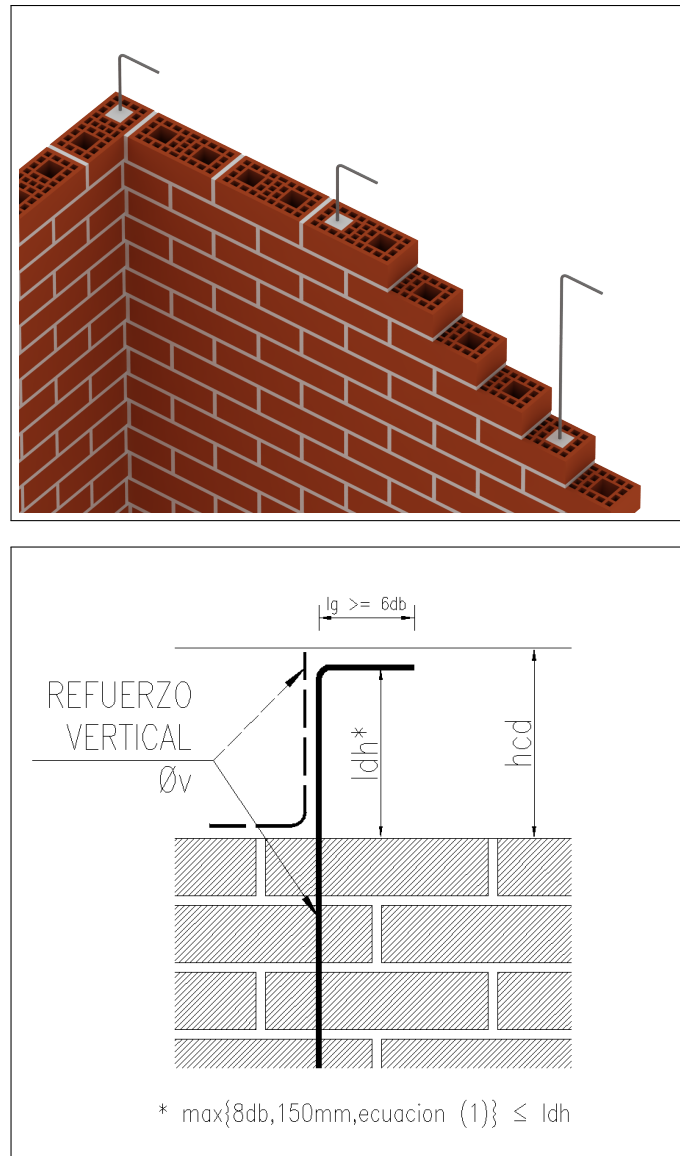 lg >= 6db
REFUERZO
VERTICAL
Øv
ldh*
hcd
* max{8db,150mm,ecuacion (1)} ≤ ldh